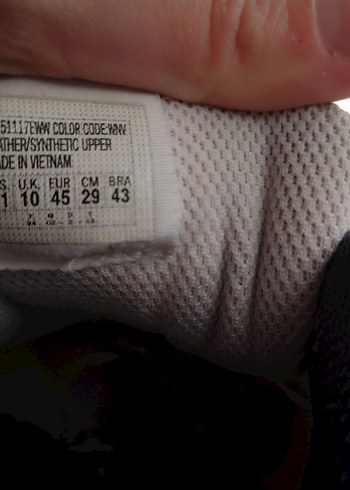 51117EWW COLOR CODE:WNV
ATHER/SYNTHETIC UPPER
ADE IN VIETNAM
S. U.K. EUR CM BRA
1 10 45 29 43